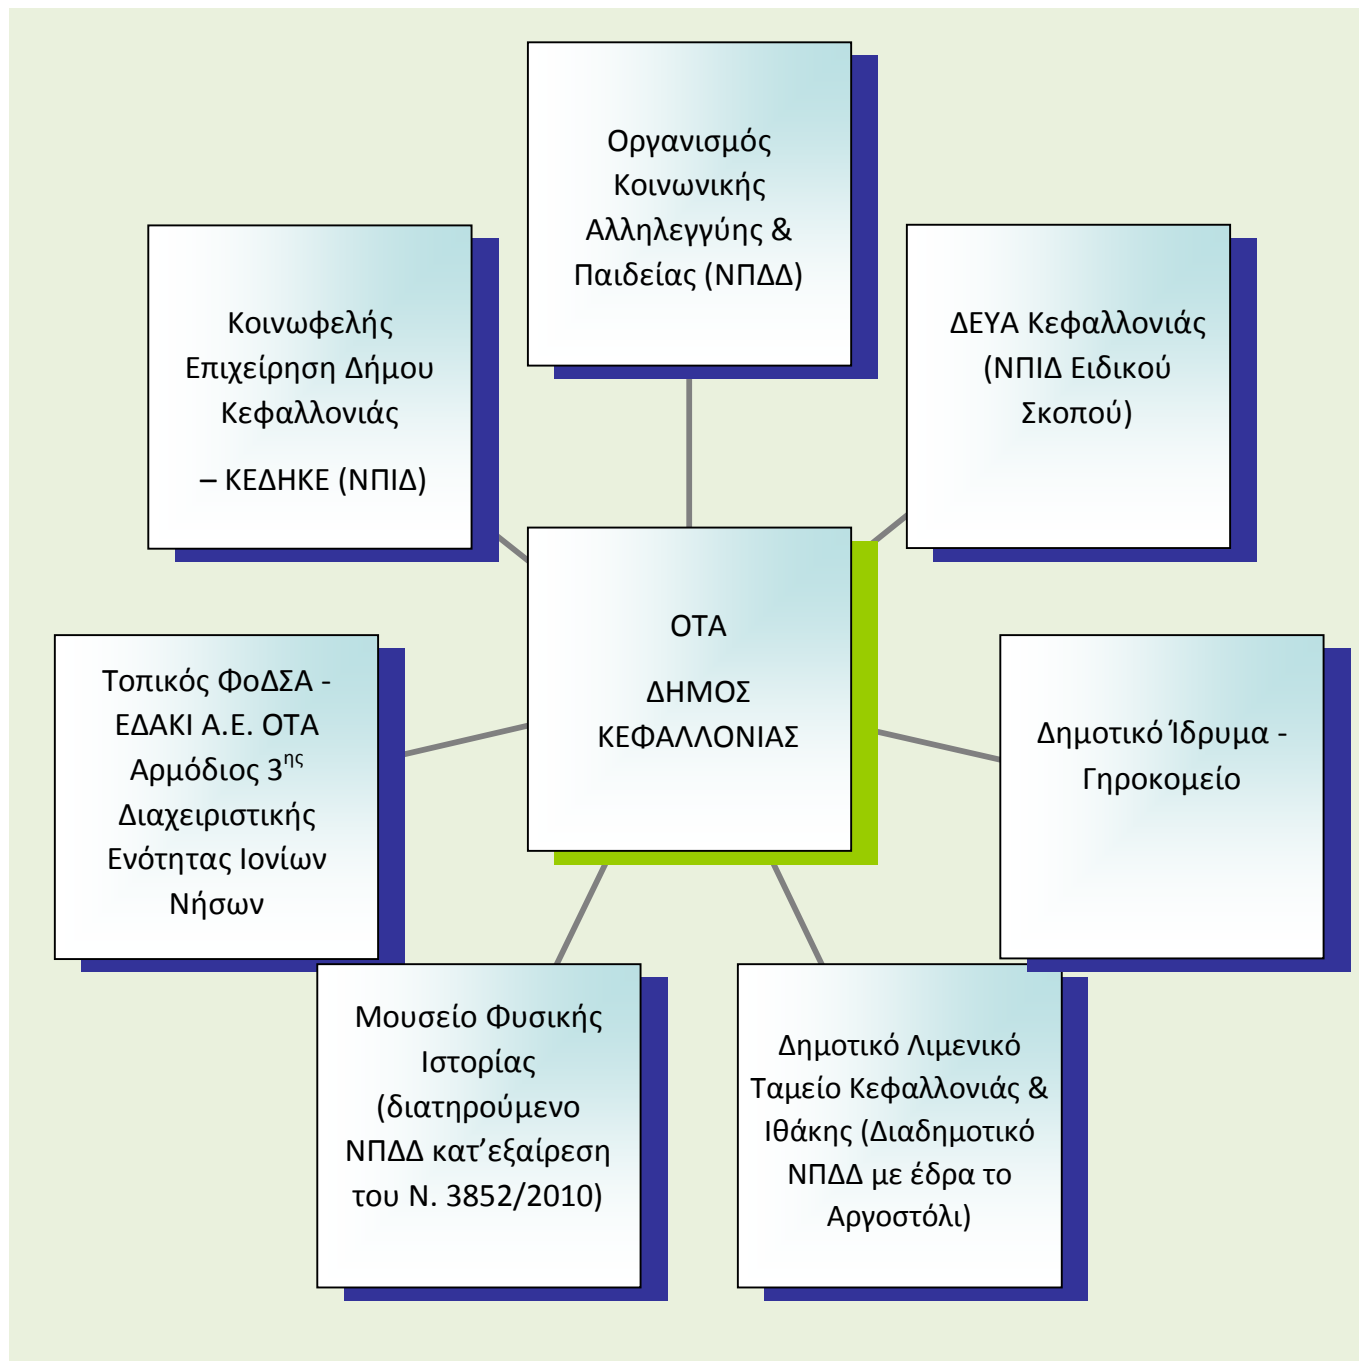 Οργανισμός
Κοινωνικής
Αλληλεγγύης &
Παιδείας (ΝΠΔΔ)
Κοινωφελής
Επιχείρηση Δήμου
Κεφαλλονιάς
– ΚΕΔΗΚΕ (ΝΠΙΔ)
ΔΕΥΑ Κεφαλλονιάς
(ΝΠΙΔ Ειδικού
Σκοπού)
ΟΤΑ
ΔΗΜΟΣ
ΚΕΦΑΛΛΟΝΙΑΣ
Τοπικός ΦοΔΣΑ -
ΕΔΑΚΙ Α.Ε. ΟΤΑ
Αρμόδιος 3ης
Διαχειριστικής
Ενότητας Ιονίων
Νήσων
Δημοτικό Ίδρυμα -
Γηροκομείο
Μουσείο Φυσικής
Ιστορίας
(διατηρούμενο
ΝΠΔΔ κατ’εξαίρεση
του Ν. 3852/2010)
Δημοτικό Λιμενικό
Ταμείο Κεφαλλονιάς &
Ιθάκης (Διαδημοτικό
ΝΠΔΔ με έδρα το
Αργοστόλι)